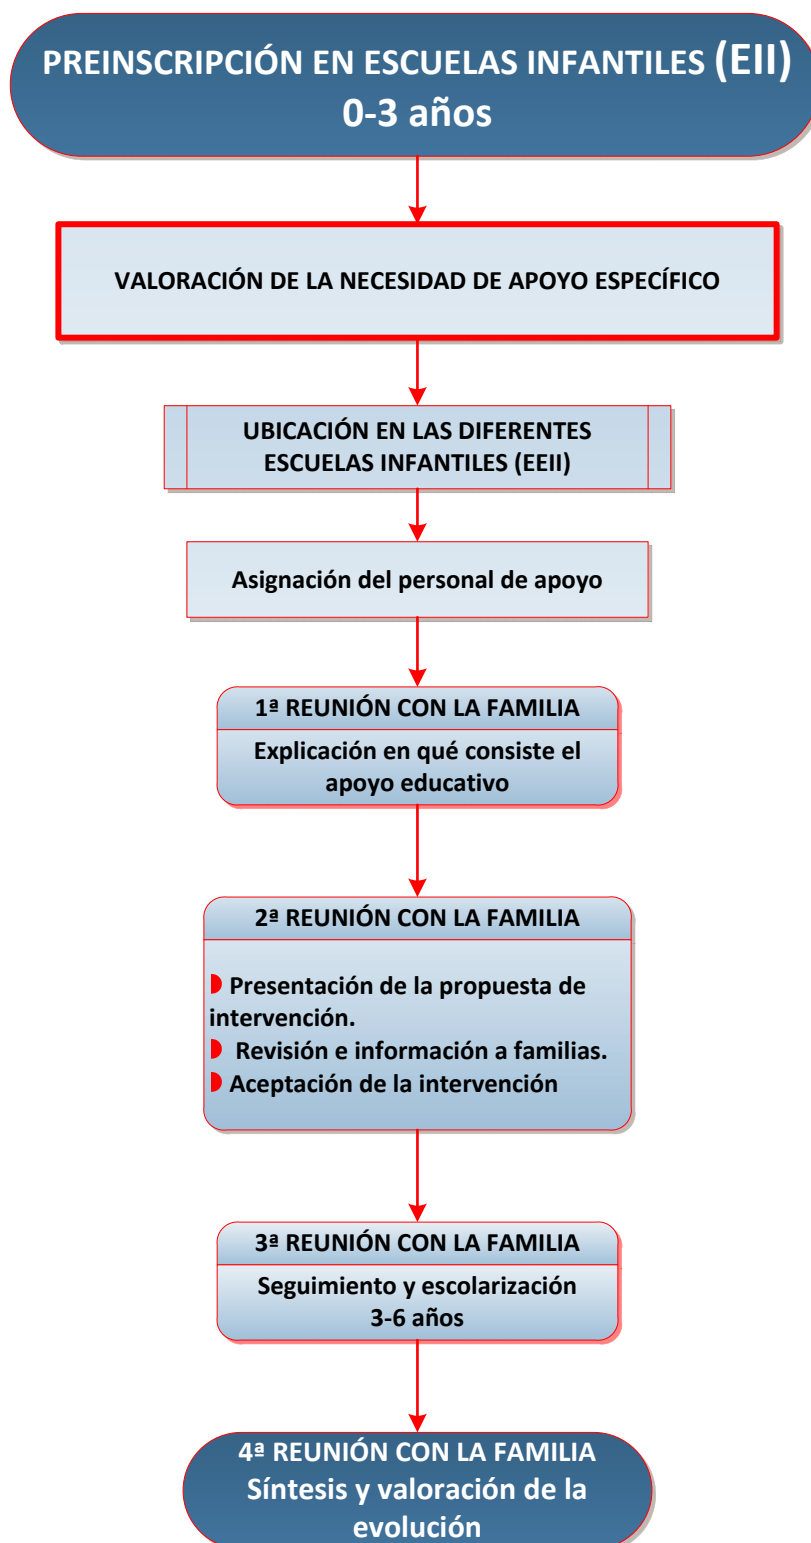 PREINSCRIPCIÓN EN ESCUELAS INFANTILES (EII)
0-3 años
VALORACIÓN DE LA NECESIDAD DE APOYO ESPECÍFICO
UBICACIÓN EN LAS DIFERENTES
ESCUELAS INFANTILES (EEII)
Asignación del personal de apoyo
1ª REUNIÓN CON LA FAMILIA
Explicación en qué consiste el
apoyo educativo
2ª REUNIÓN CON LA FAMILIA
Presentación de la propuesta de
intervención.
Revisión e información a familias.
Aceptación de la intervención
3ª REUNIÓN CON LA FAMILIA
Seguimiento y escolarización
3-6 años
4ª REUNIÓN CON LA FAMILIA
Síntesis y valoración de la
evolución